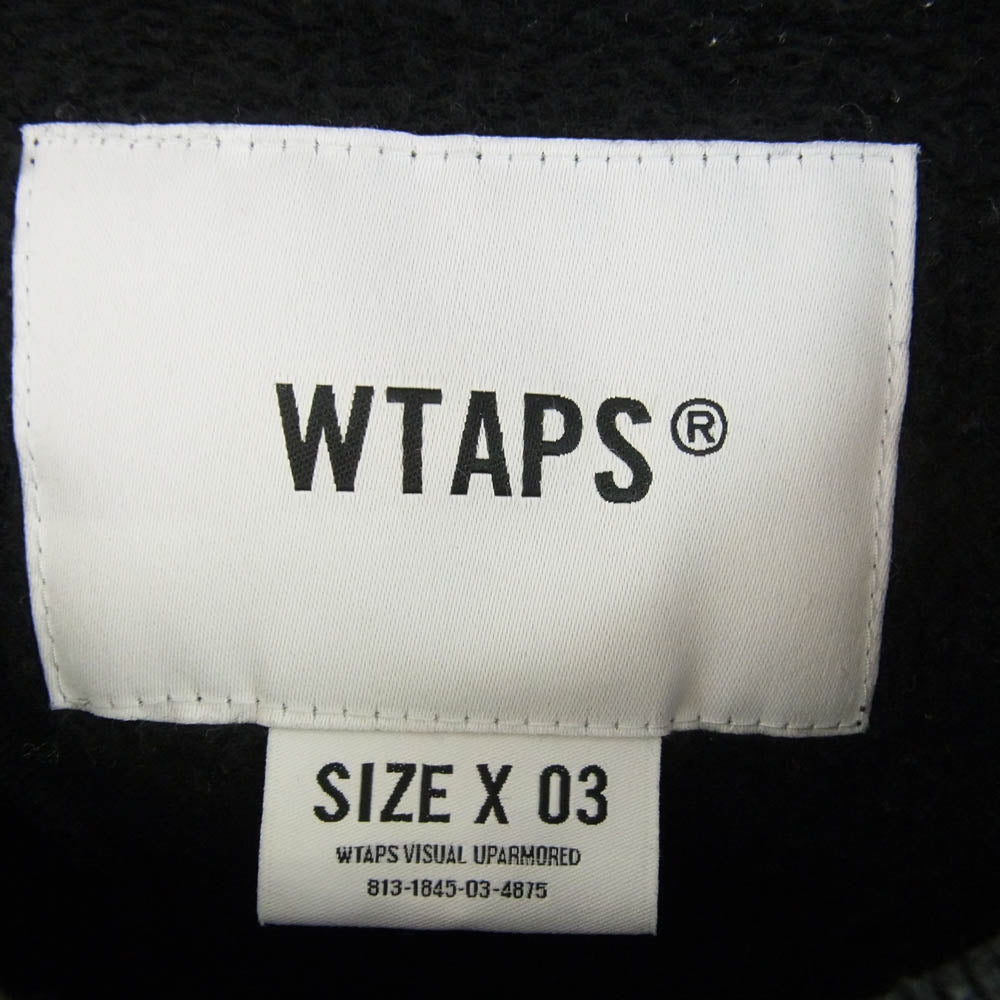 WTAPS®
SIZE X 03
WTAPS VISUAL UPARMORED
813-1845-03-4875